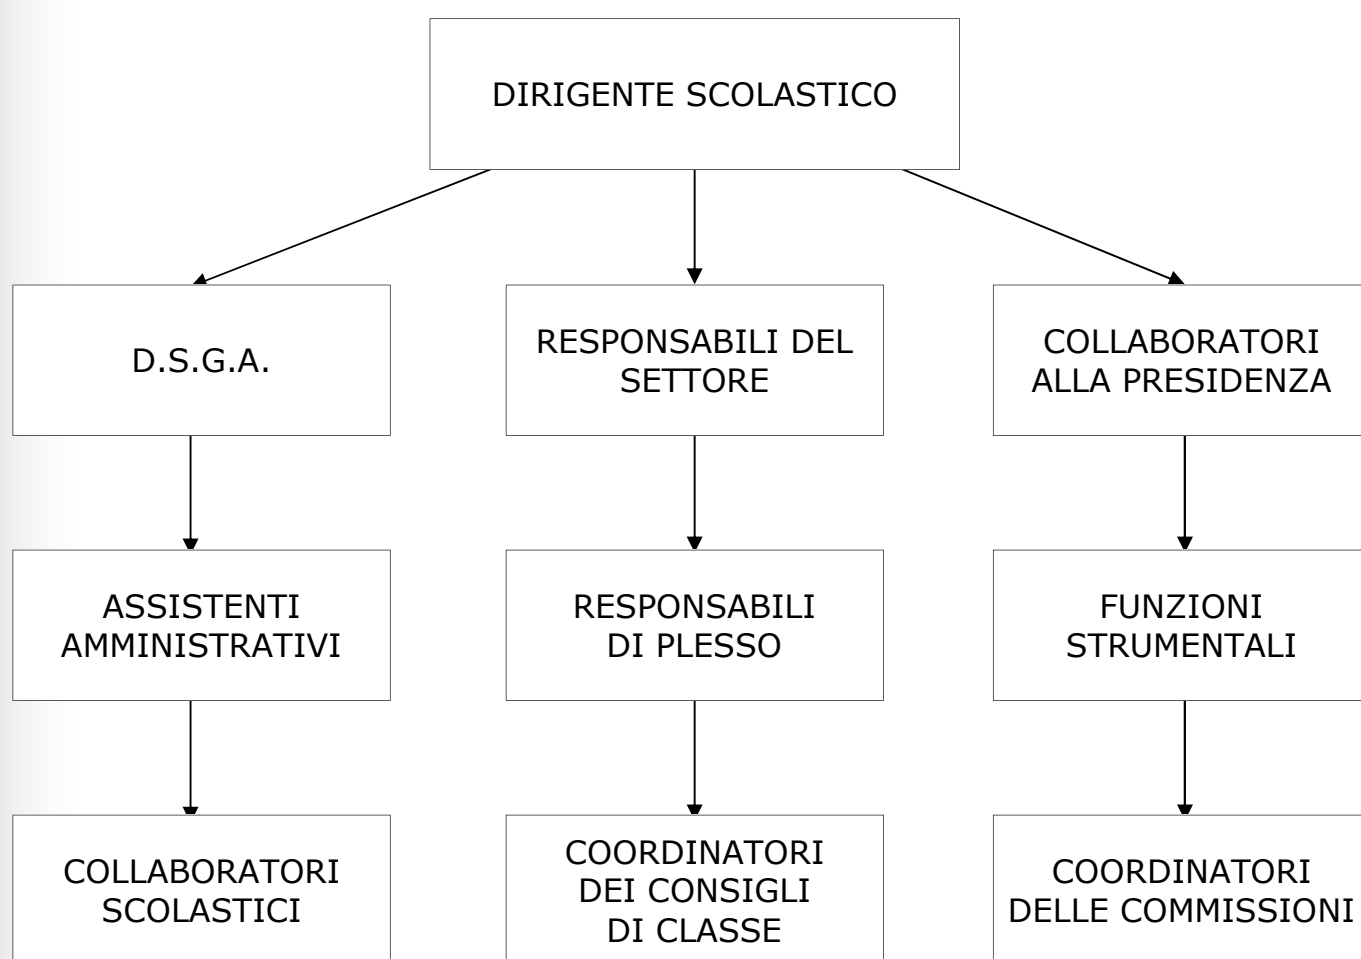 DIRIGENTE SCOLASTICO
D.S.G.A.
RESPONSABILI DEL
SETTORE
COLLABORATORI
ALLA PRESIDENZA
ASSISTENTI
AMMINISTRATIVI
RESPONSABILI
DI PLESSO
FUNZIONI
STRUMENTALI
COLLABORATORI
SCOLASTICI
COORDINATORI
DEI CONSIGLI
DI CLASSE
COORDINATORI
DELLE COMMISSIONI